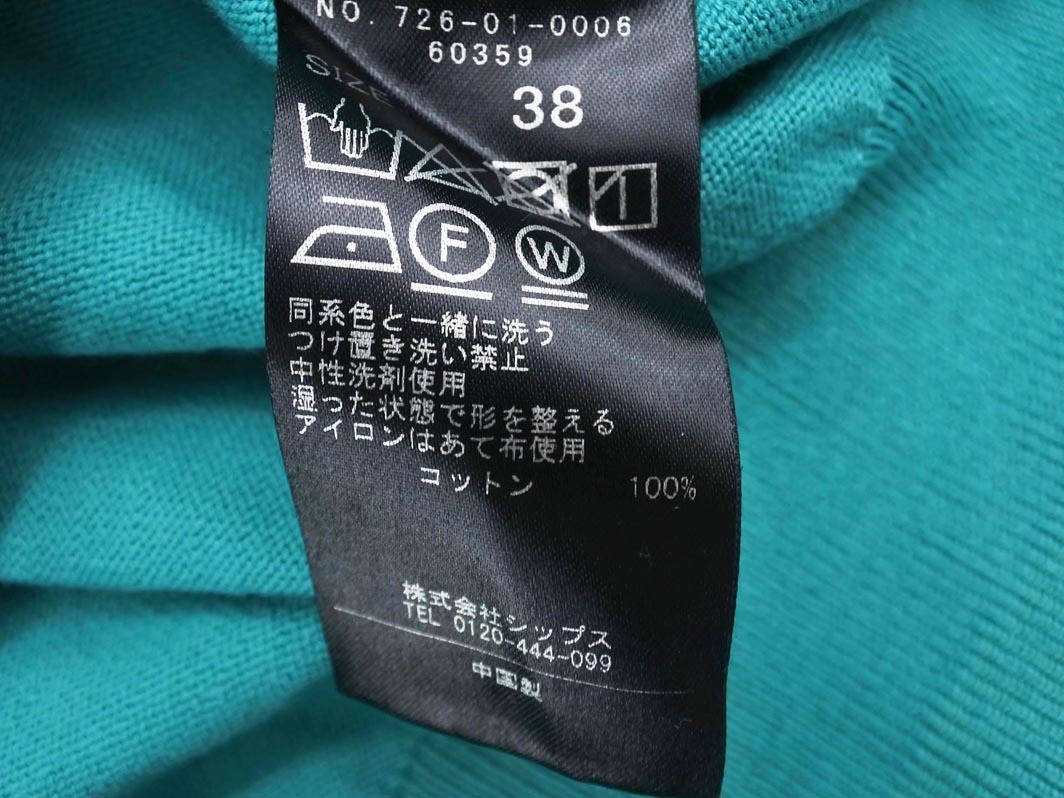 NO. 726-01-0006
60359
SIZE
38
F
W
同系色と一緒に洗う
つけ置き洗い禁止
中性洗剤使用
湿った状態で形を整える
アイロンはあて布使用
コットン 100%
株式会社シップス
TEL 0120-444-099
中国製